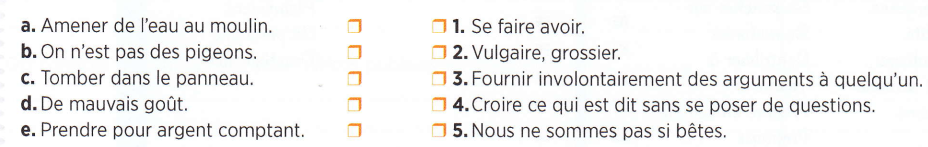 a. Amener de l'eau au moulin. ❒ ❒ 1. Se faire avoir.
b. On n'est pas des pigeons. ❒ ❒ 2. Vulgaire, grossier.
c. Tomber dans le panneau. ❒ ❒ 3. Fournir involontairement des arguments à quelqu'un.
d. De mauvais goût. ❒ ❒ 4. Croire ce qui est dit sans se poser de questions.
e. Prendre pour argent comptant. ❒ ❒ 5. Nous ne sommes pas si bêtes.